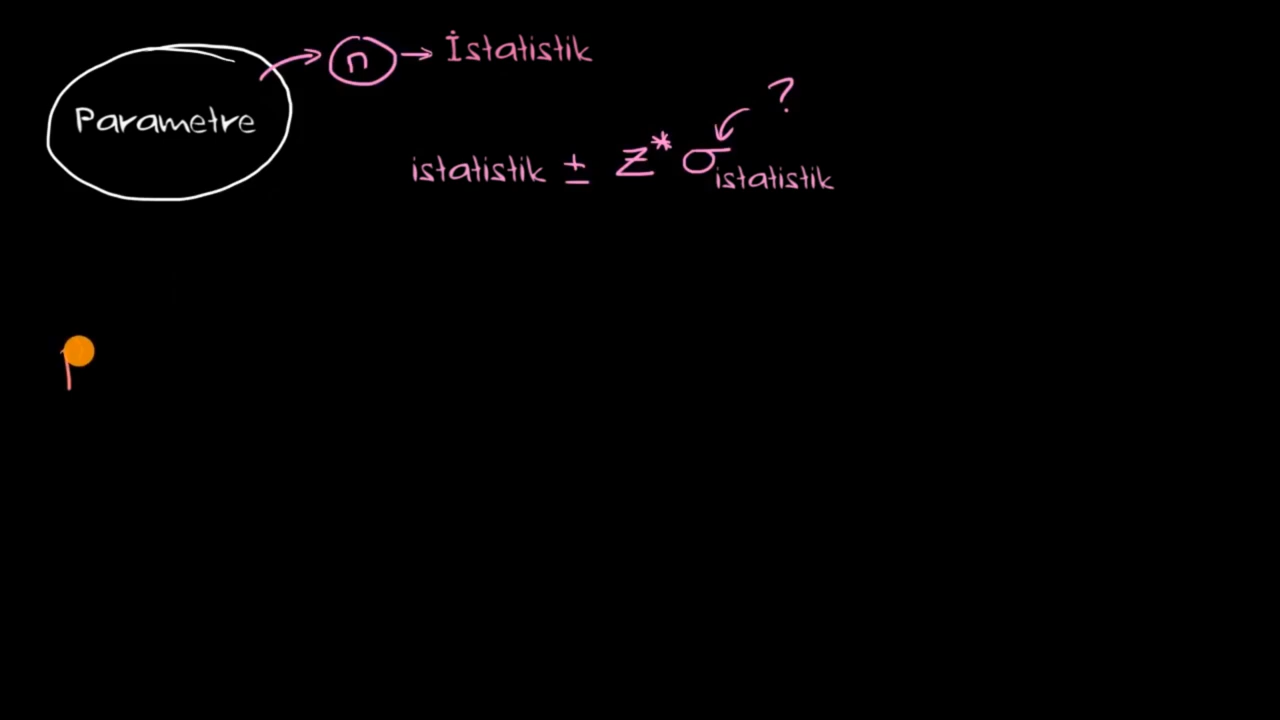 Parametre → n → İstatistik
?
istatistik ± z* σistatistik